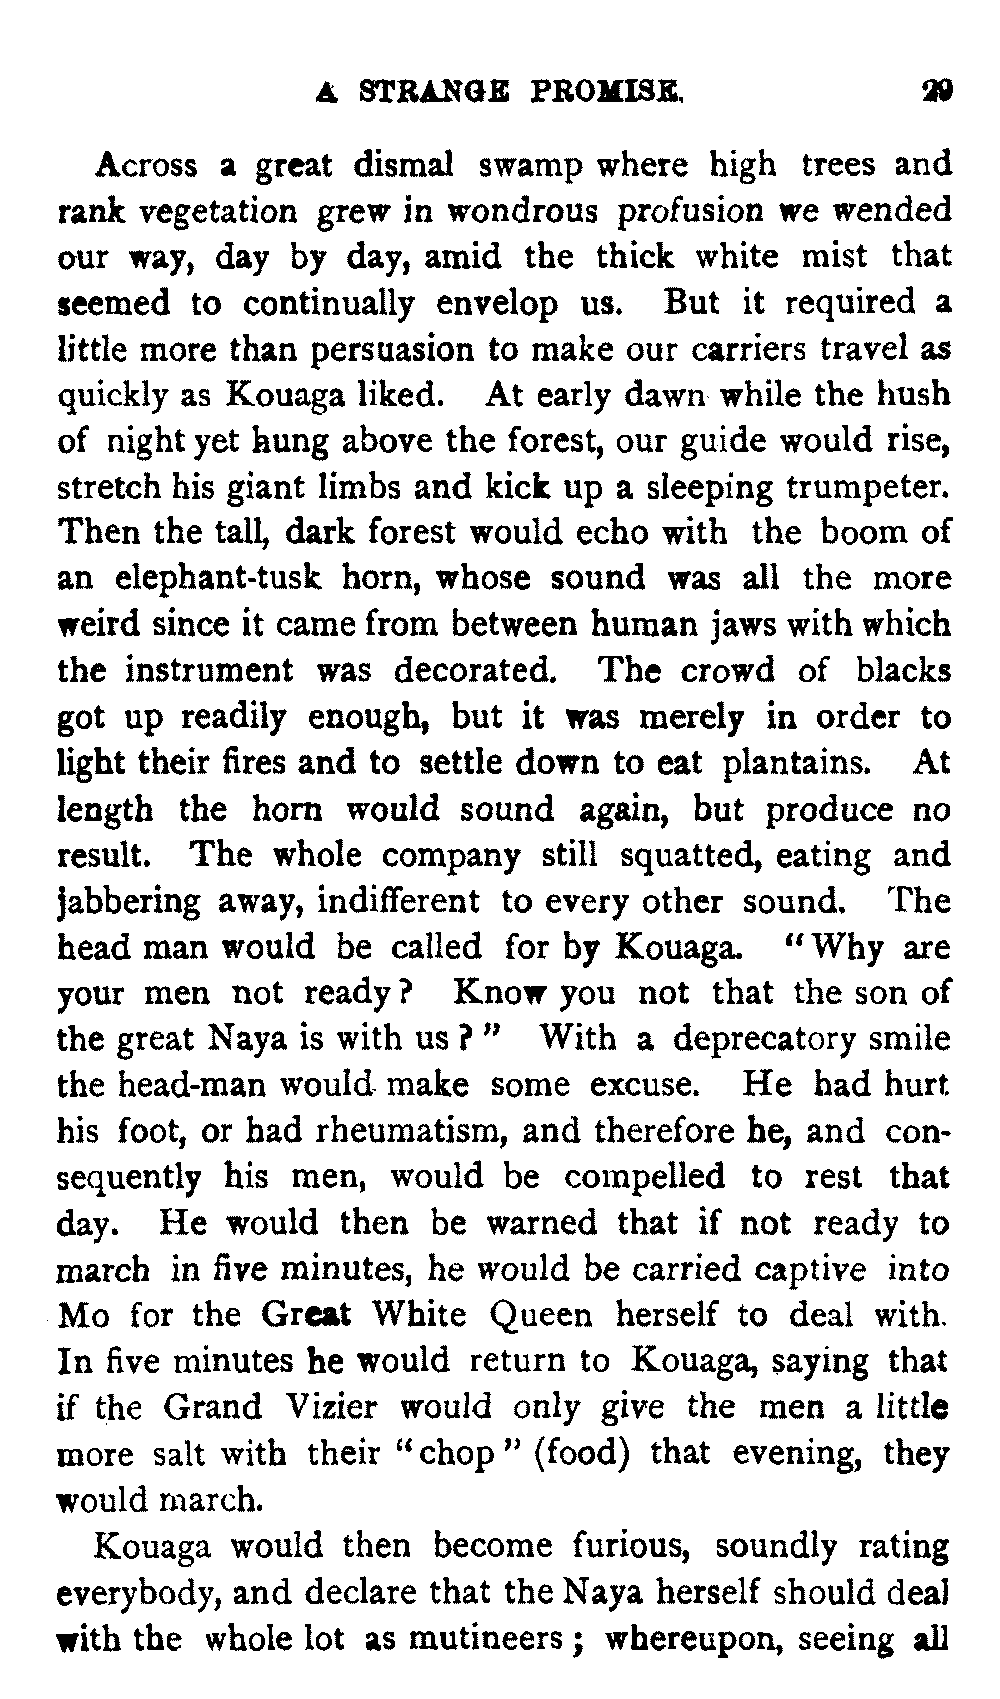 A STRANGE PROMISE. 29
Across a great dismal swamp where high trees and
rank vegetation grew in wondrous profusion we wended
our way, day by day, amid the thick white mist that
seemed to continually envelop us. But it required a
little more than persuasion to make our carriers travel as
quickly as Kouaga liked. At early dawn while the hush
of night yet hung above the forest, our guide would rise,
stretch his giant limbs and kick up a sleeping trumpeter.
Then the tall, dark forest would echo with the boom of
an elephant-tusk horn, whose sound was all the more
weird since it came from between human jaws with which
the instrument was decorated. The crowd of blacks
got up readily enough, but it was merely in order to
light their fires and to settle down to eat plantains. At
length the horn would sound again, but produce no
result. The whole company still squatted, eating and
jabbering away, indifferent to every other sound. The
head man would be called for by Kouaga. "Why are
your men not ready? Know you not that the son of
the great Naya is with us?" With a deprecatory smile
the head-man would make some excuse. He had hurt
his foot, or had rheumatism, and therefore he, and con-
sequently his men, would be compelled to rest that
day. He would then be warned that if not ready to
march in five minutes, he would be carried captive into
Mo for the Great White Queen herself to deal with.
In five minutes he would return to Kouaga, saying that
if the Grand Vizier would only give the men a little
more salt with their "chop" (food) that evening, they
would march.
Kouaga would then become furious, soundly rating
everybody, and declare that the Naya herself should deal
with the whole lot as mutineers; whereupon, seeing all